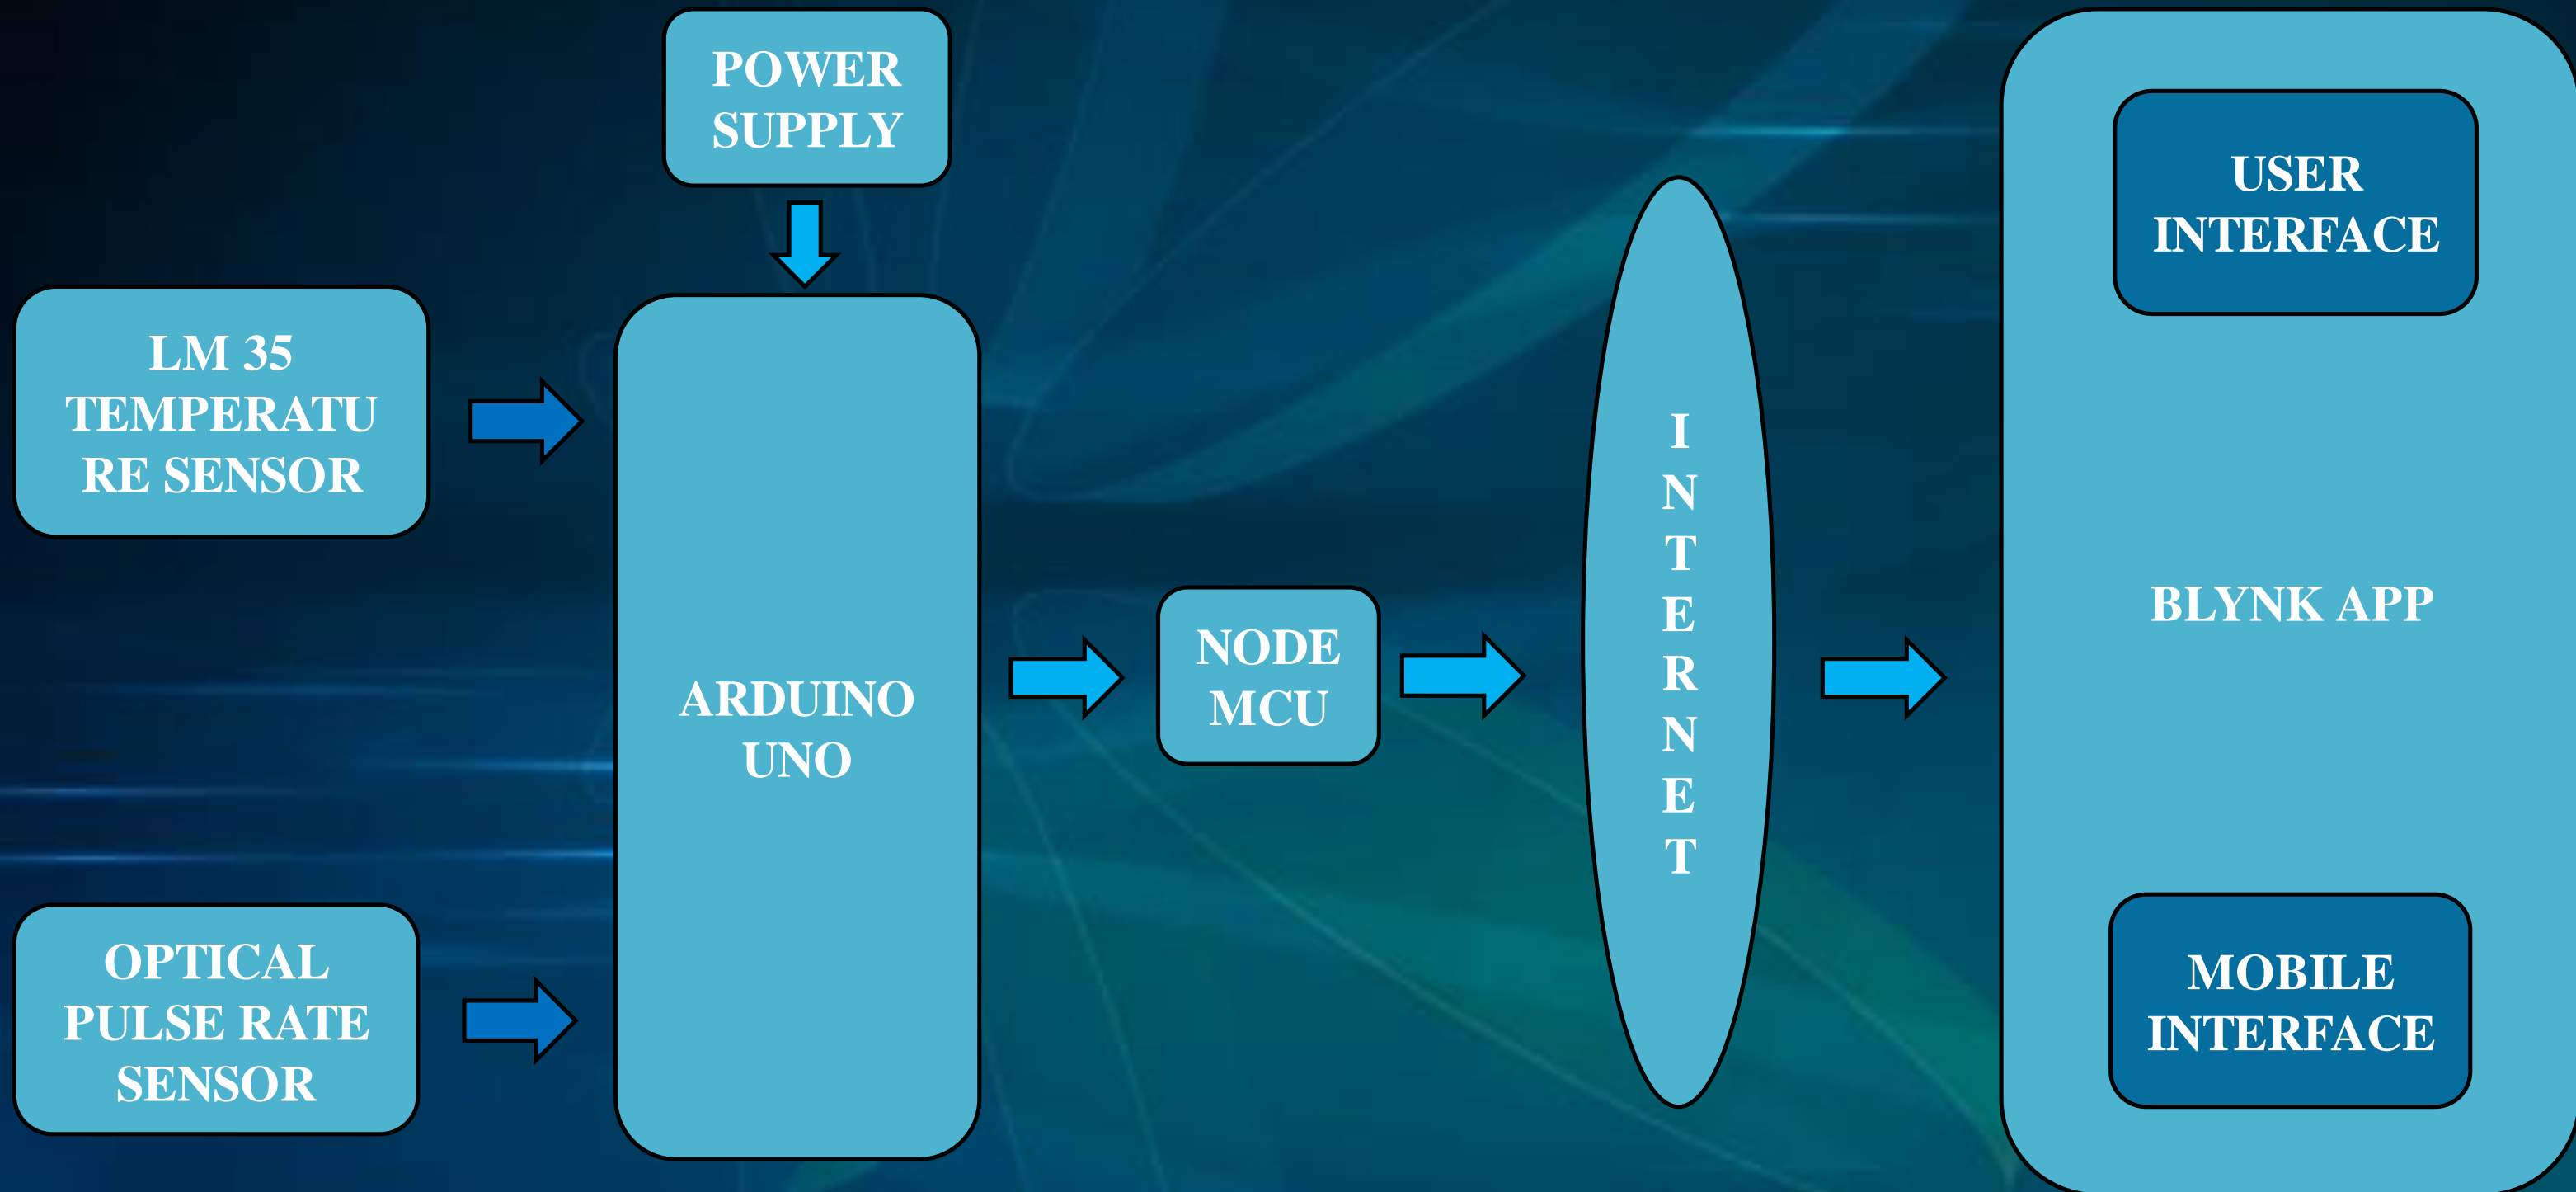 POWER
SUPPLY
LM 35
TEMPERATU
RE SENSOR
OPTICAL
PULSE RATE
SENSOR
ARDUINO
UNO
NODE
MCU
I
N
T
E
R
N
E
T
USER
INTERFACE
BLYNK APP
MOBILE
INTERFACE